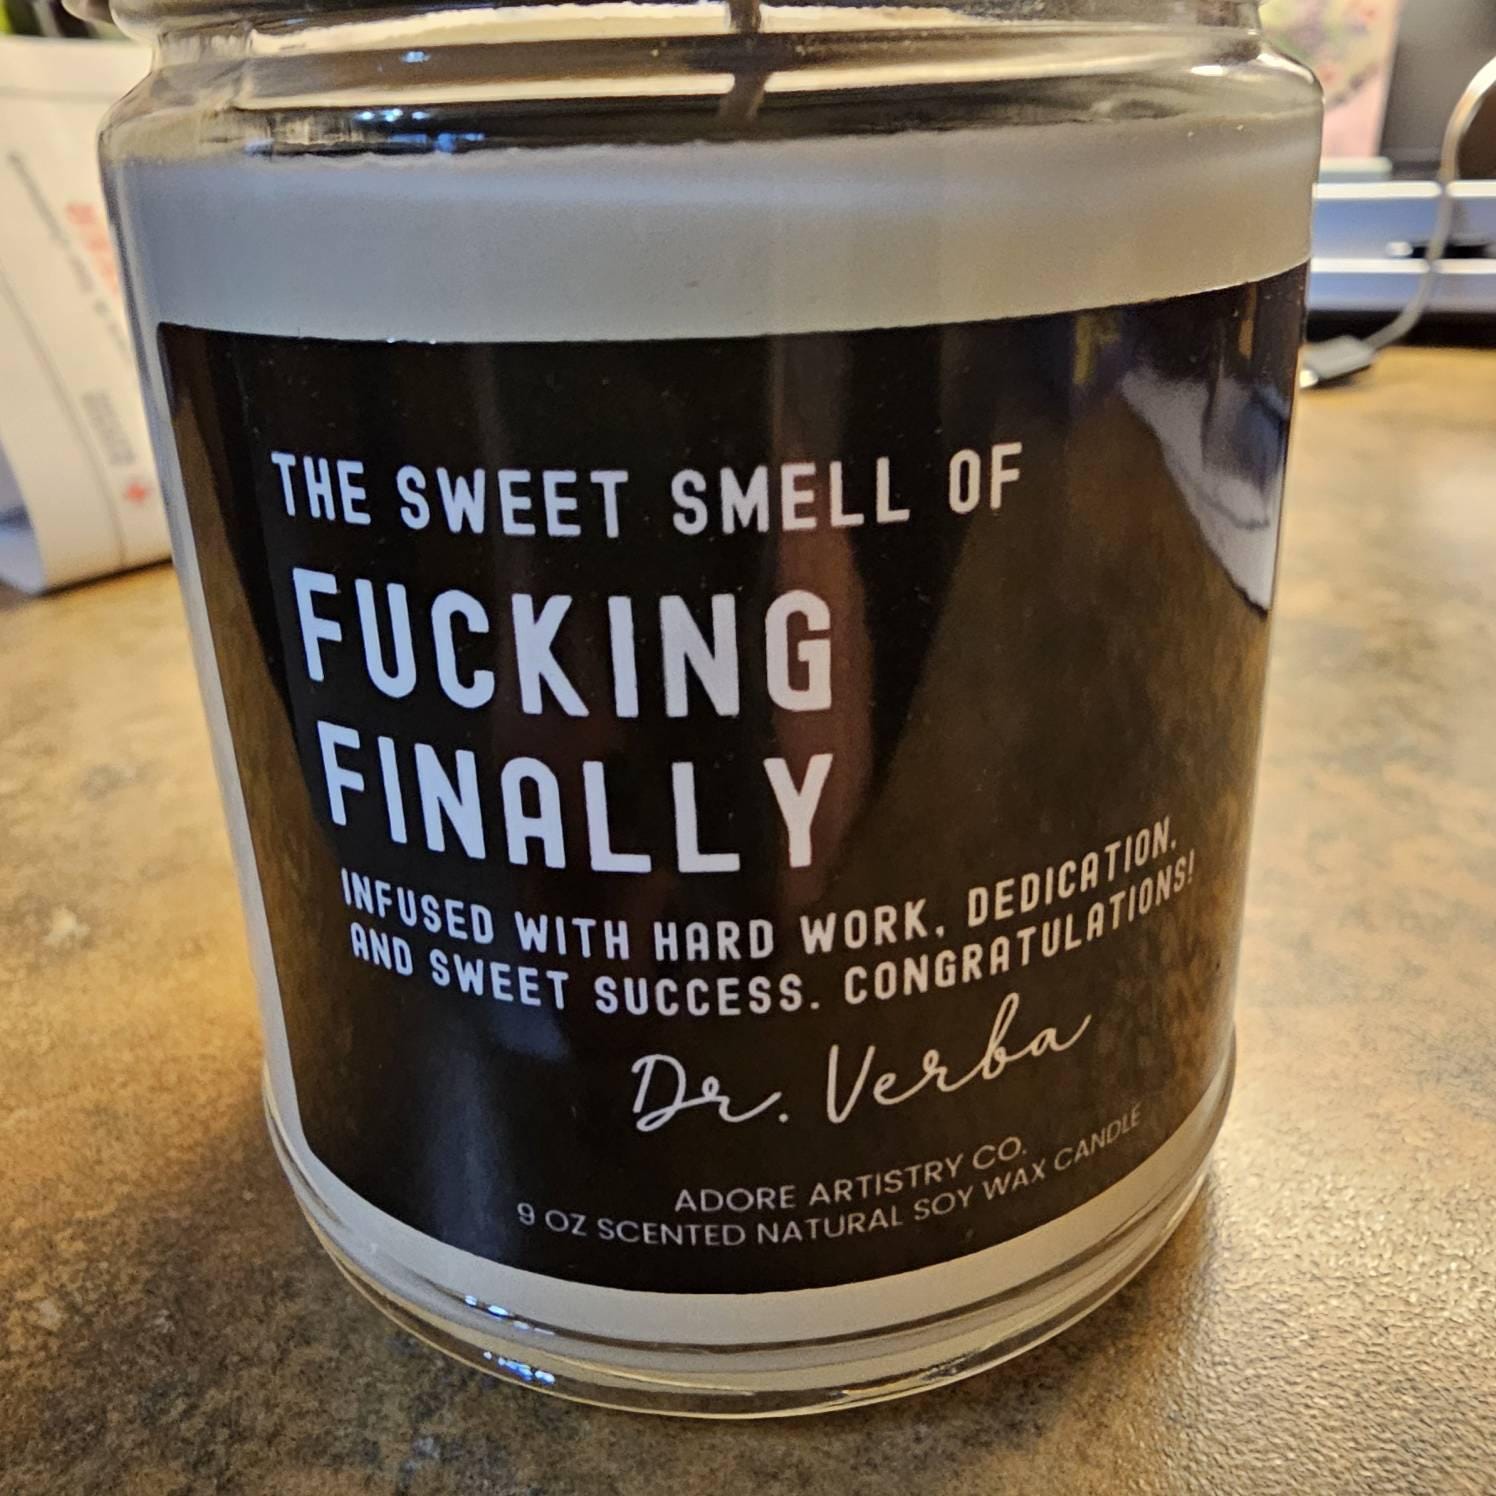 THE SWEET SMELL OF
FUCKING
FINALLY
INFUSED WITH HARD WORK, DEDICATION,
AND SWEET SUCCESS. CONGRATULATIONS!
Dr. Verba
ADORE ARTISTRY CO.
9 OZ SCENTED NATURAL SOY WAX CANDLE